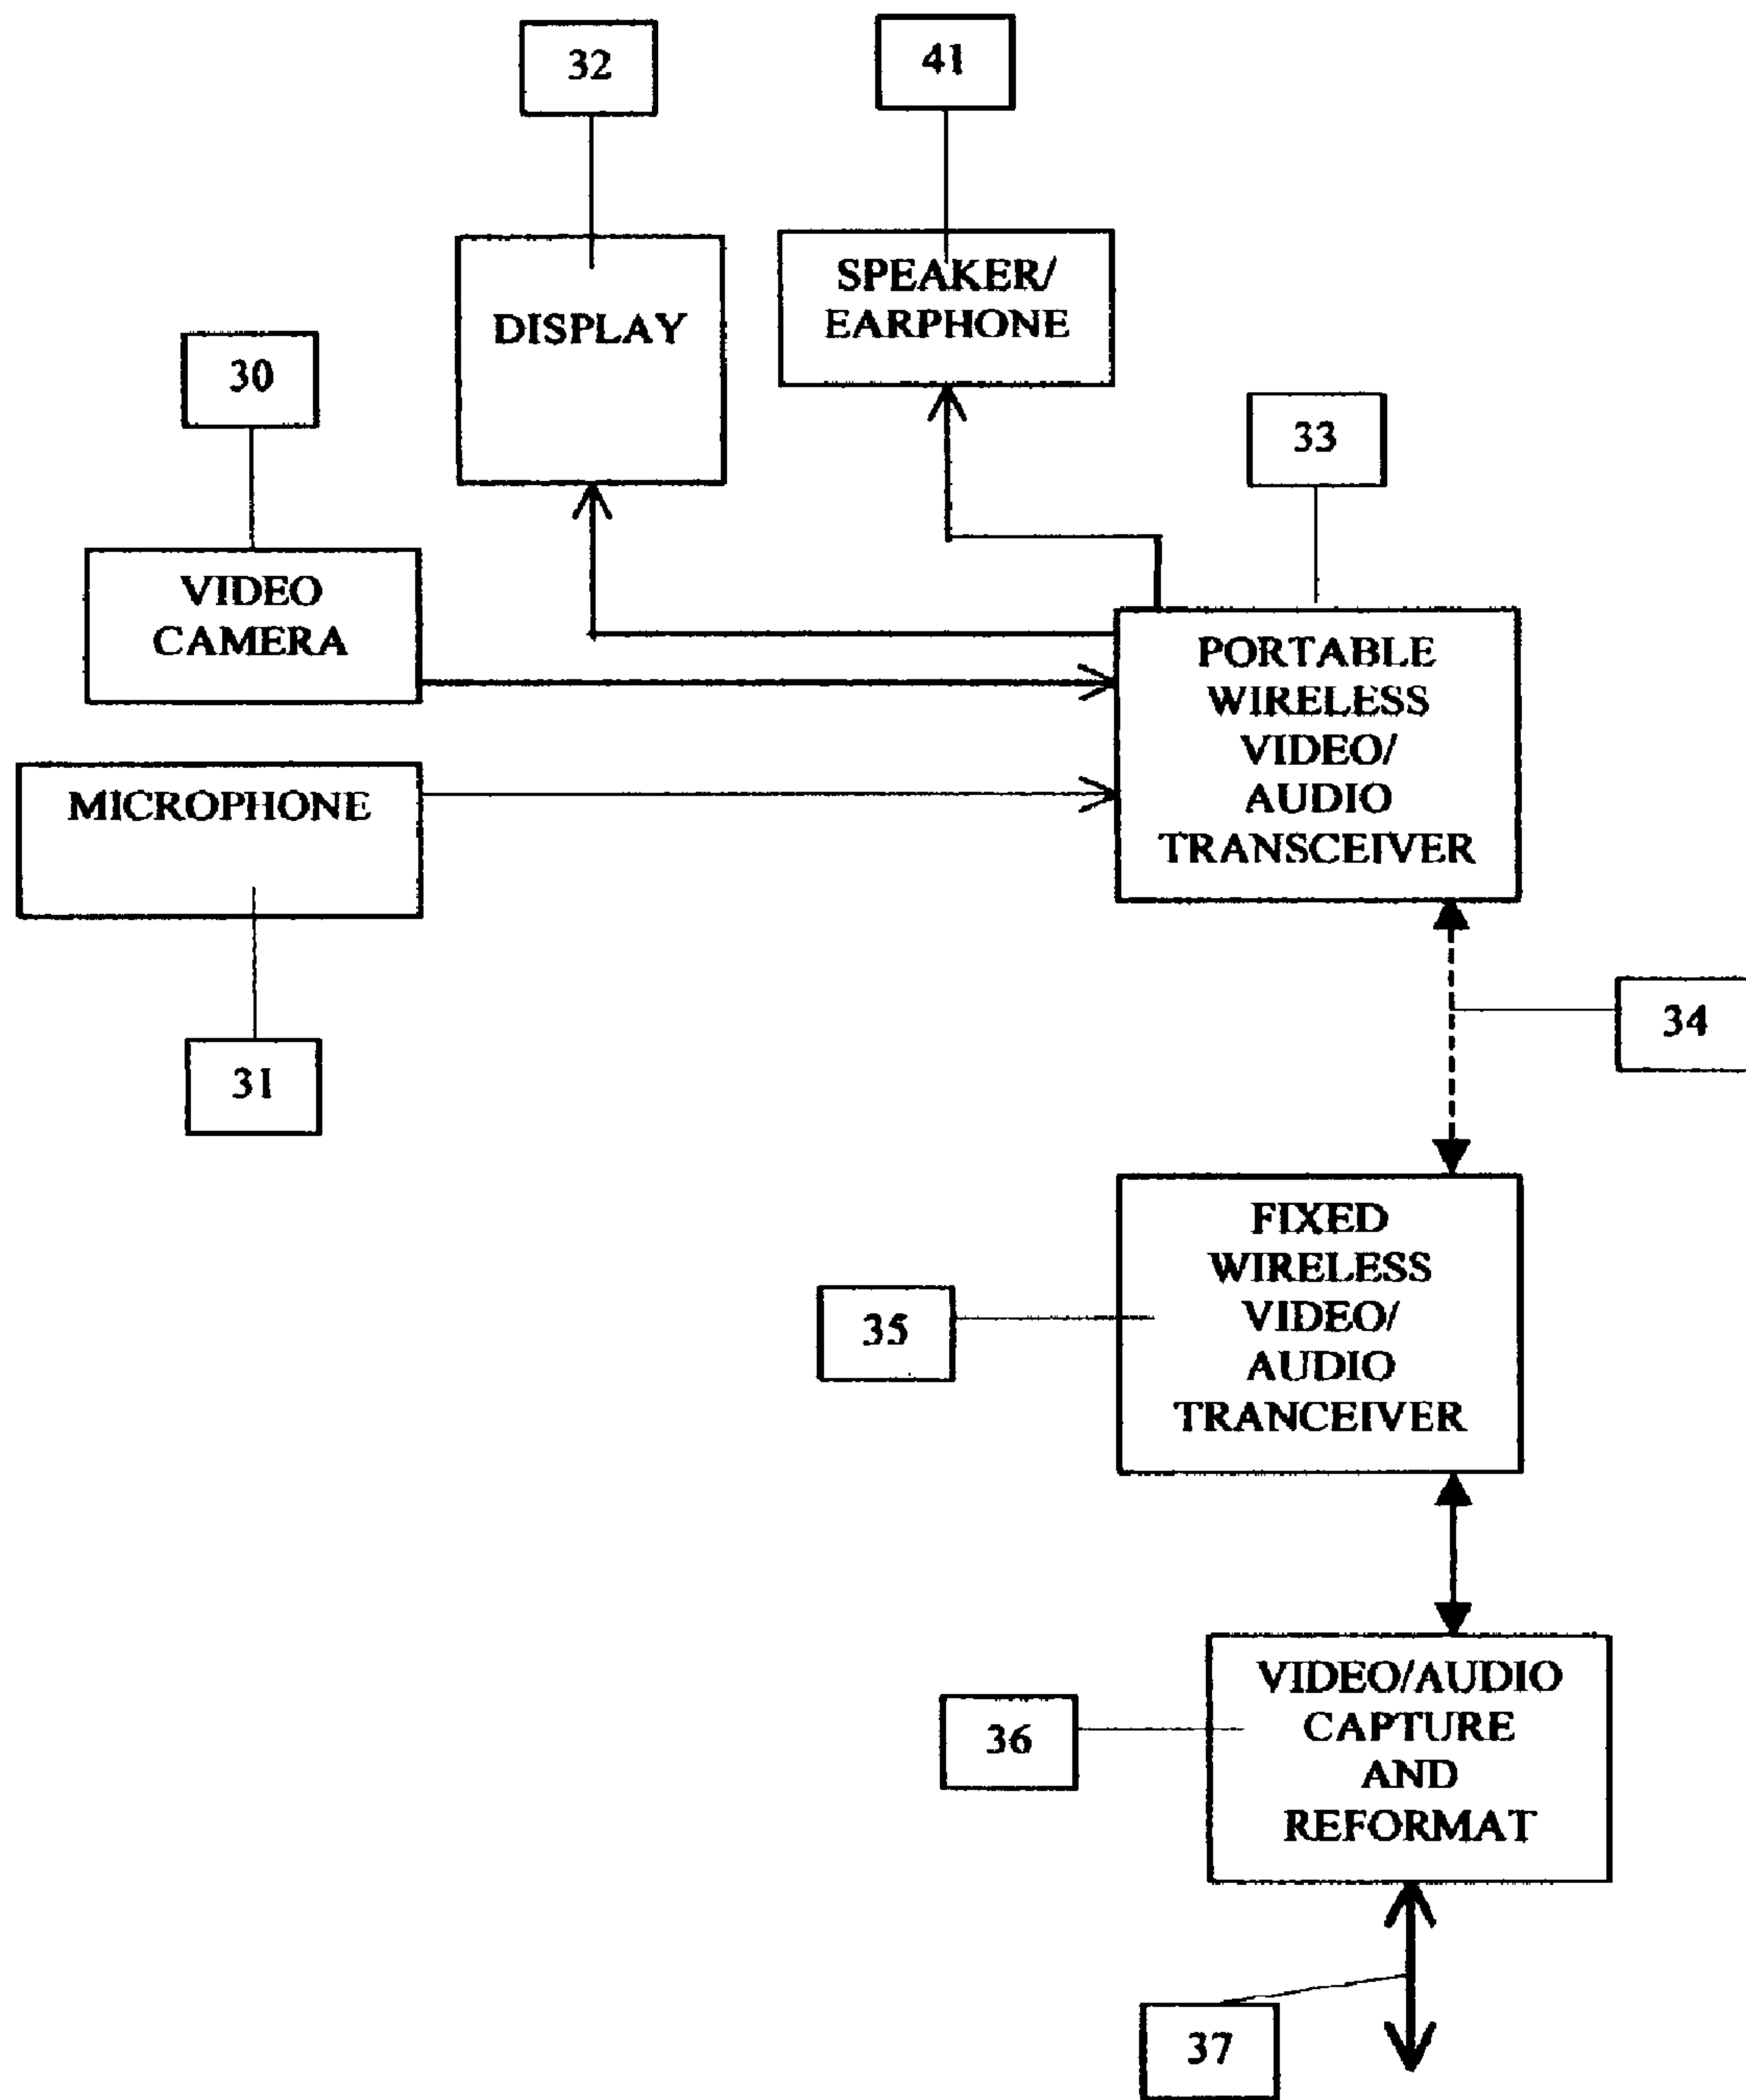 32
41
DISPLAY
SPEAKER/
EARPHONE
30
33
VIDEO
CAMERA
PORTABLE
WIRELESS
VIDEO/
AUDIO
TRANSCEIVER
MICROPHONE
31
34
FIXED
WIRELESS
VIDEO/
AUDIO
TRANCEIVER
35
VIDEO/AUDIO
CAPTURE
AND
REFORMAT
36
37